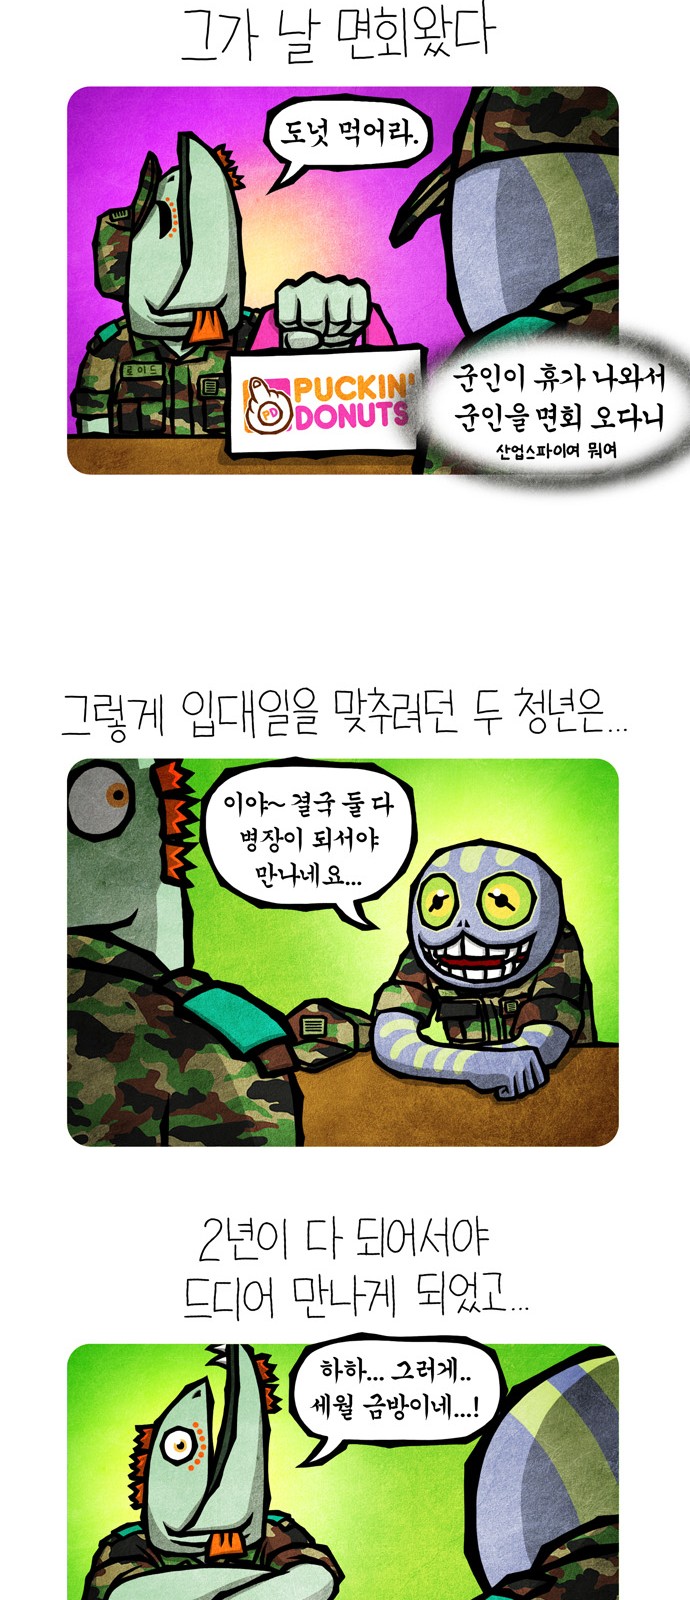 그가 날 면회왔다
도넛 먹어라.
로이드
PUCKIN'
PD
DONUTS
군인이 휴가 나와서
군인을 면회 오다니
산업스파이여 뭐여
그렇게 입대일을 맞추려던 두 청년은...
이야~ 결국 둘 다
병장이 되서야
만나네요...
2년이 다 되어서야
드디어 만나게 되었고...
하하... 그러게..
세월 금방이네...!